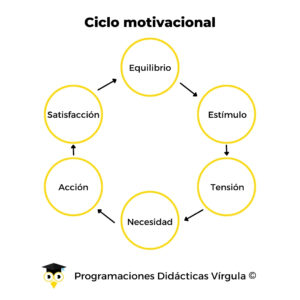 Ciclo motivacional
Equilibrio
Estímulo
Tensión
Necesidad
Acción
Satisfacción
Programaciones Didácticas Vírgula ©